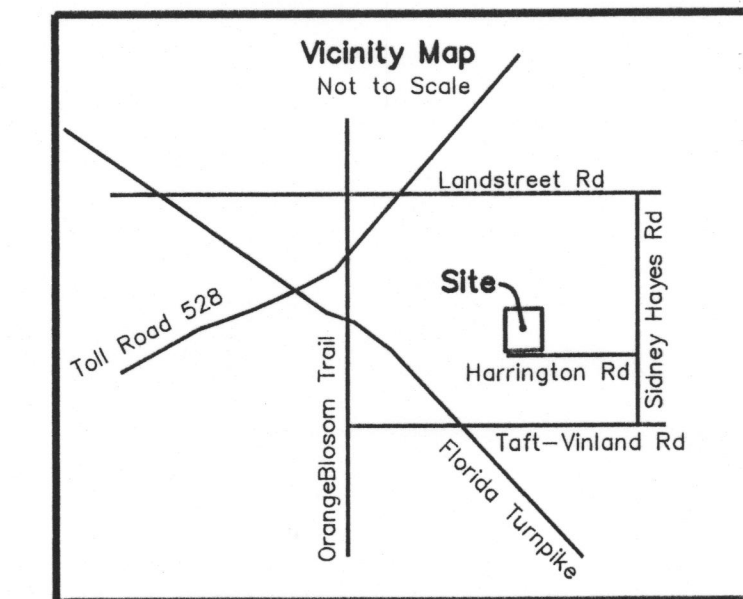 Vicinity Map
Not to Scale
Landstreet Rd
Sidney Hayes Rd
Site
Toll Road 528
Harrington Rd
OrangeBlosom Trail
Taft-Vinland Rd
Florida Turnpike